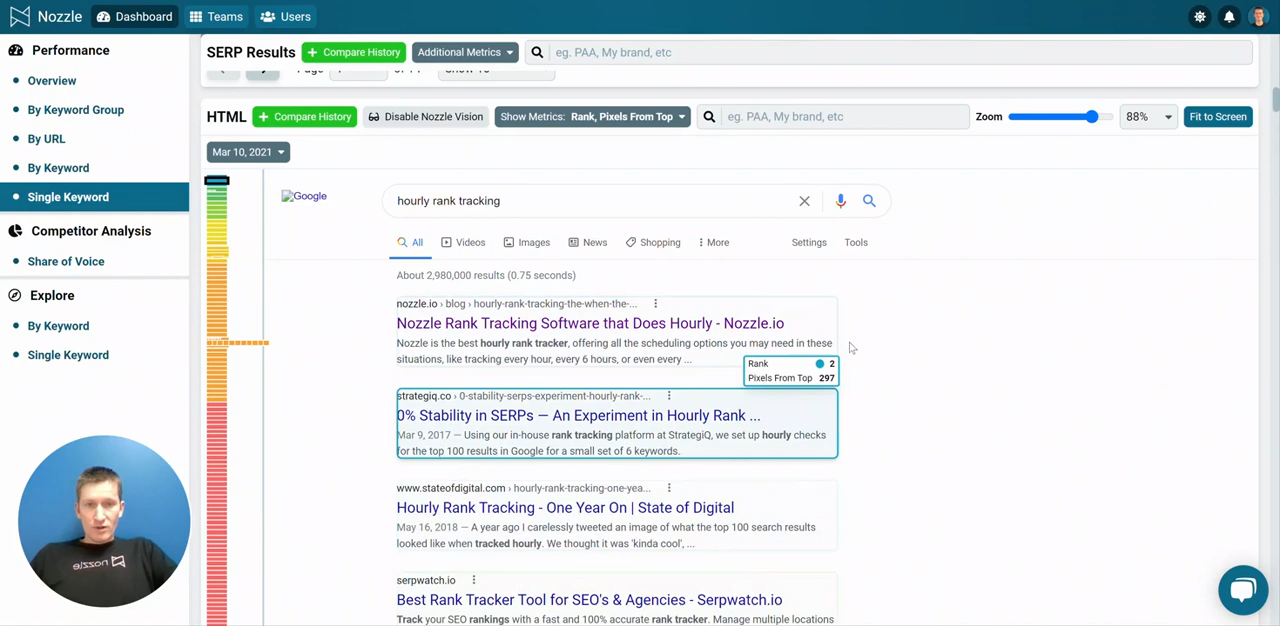 Nozzle
Dashboard
Teams
Users
Performance
Overview
By Keyword Group
By URL
By Keyword
Single Keyword
Competitor Analysis
Share of Voice
Explore
By Keyword
Single Keyword
SERP Results
+ Compare History
Additional Metrics
eg. PAA, My brand, etc
HTML
+ Compare History
Disable Nozzle Vision
Show Metrics: Rank, Pixels From Top
eg. PAA, My brand, etc
Zoom
88%
Fit to Screen
Mar 10, 2021
Google
hourly rank tracking
All
Videos
Images
News
Shopping
More
Settings
Tools
About 2,980,000 results (0.75 seconds)
nozzle.io › blog › hourly-rank-tracking-the-when-the-...
Nozzle Rank Tracking Software that Does Hourly - Nozzle.io
Nozzle is the best hourly rank tracker, offering all the scheduling options you may need in these
situations, like tracking every hour, every 6 hours, or even every ...
Rank 2
Pixels From Top 297
strategiq.co › 0-stability-serps-experiment-hourly-rank-...
0% Stability in SERPs — An Experiment in Hourly Rank ...
Mar 9, 2017 — Using our in-house rank tracking platform at StrategiQ, we set up hourly checks
for the top 100 results in Google for a small set of 6 keywords.
www.stateofdigital.com › hourly-rank-tracking-one-yea...
Hourly Rank Tracking - One Year On | State of Digital
May 16, 2018 — A year ago I carelessly tweeted an image of what the top 100 search results
looked like when tracked hourly. We thought it was 'kinda cool', ...
serpwatch.io
Best Rank Tracker Tool for SEO's & Agencies - Serpwatch.io
Track your SEO rankings with a fast and 100% accurate rank tracker. Manage multiple locations
nozzle